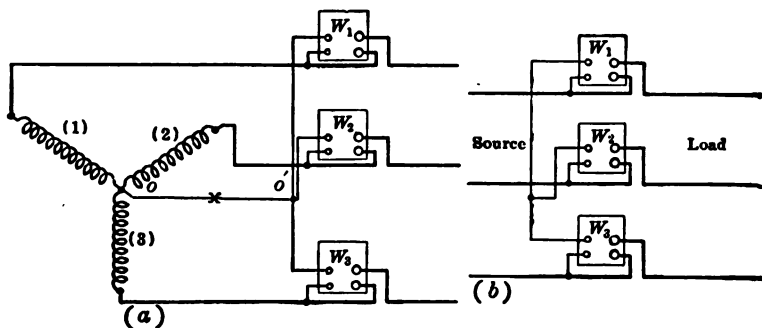 W₁
W₁
(1)
(2)
W₂
Source
W₂
Load
o
o'
×
(3)
W₃
W₃
(a)
(b)